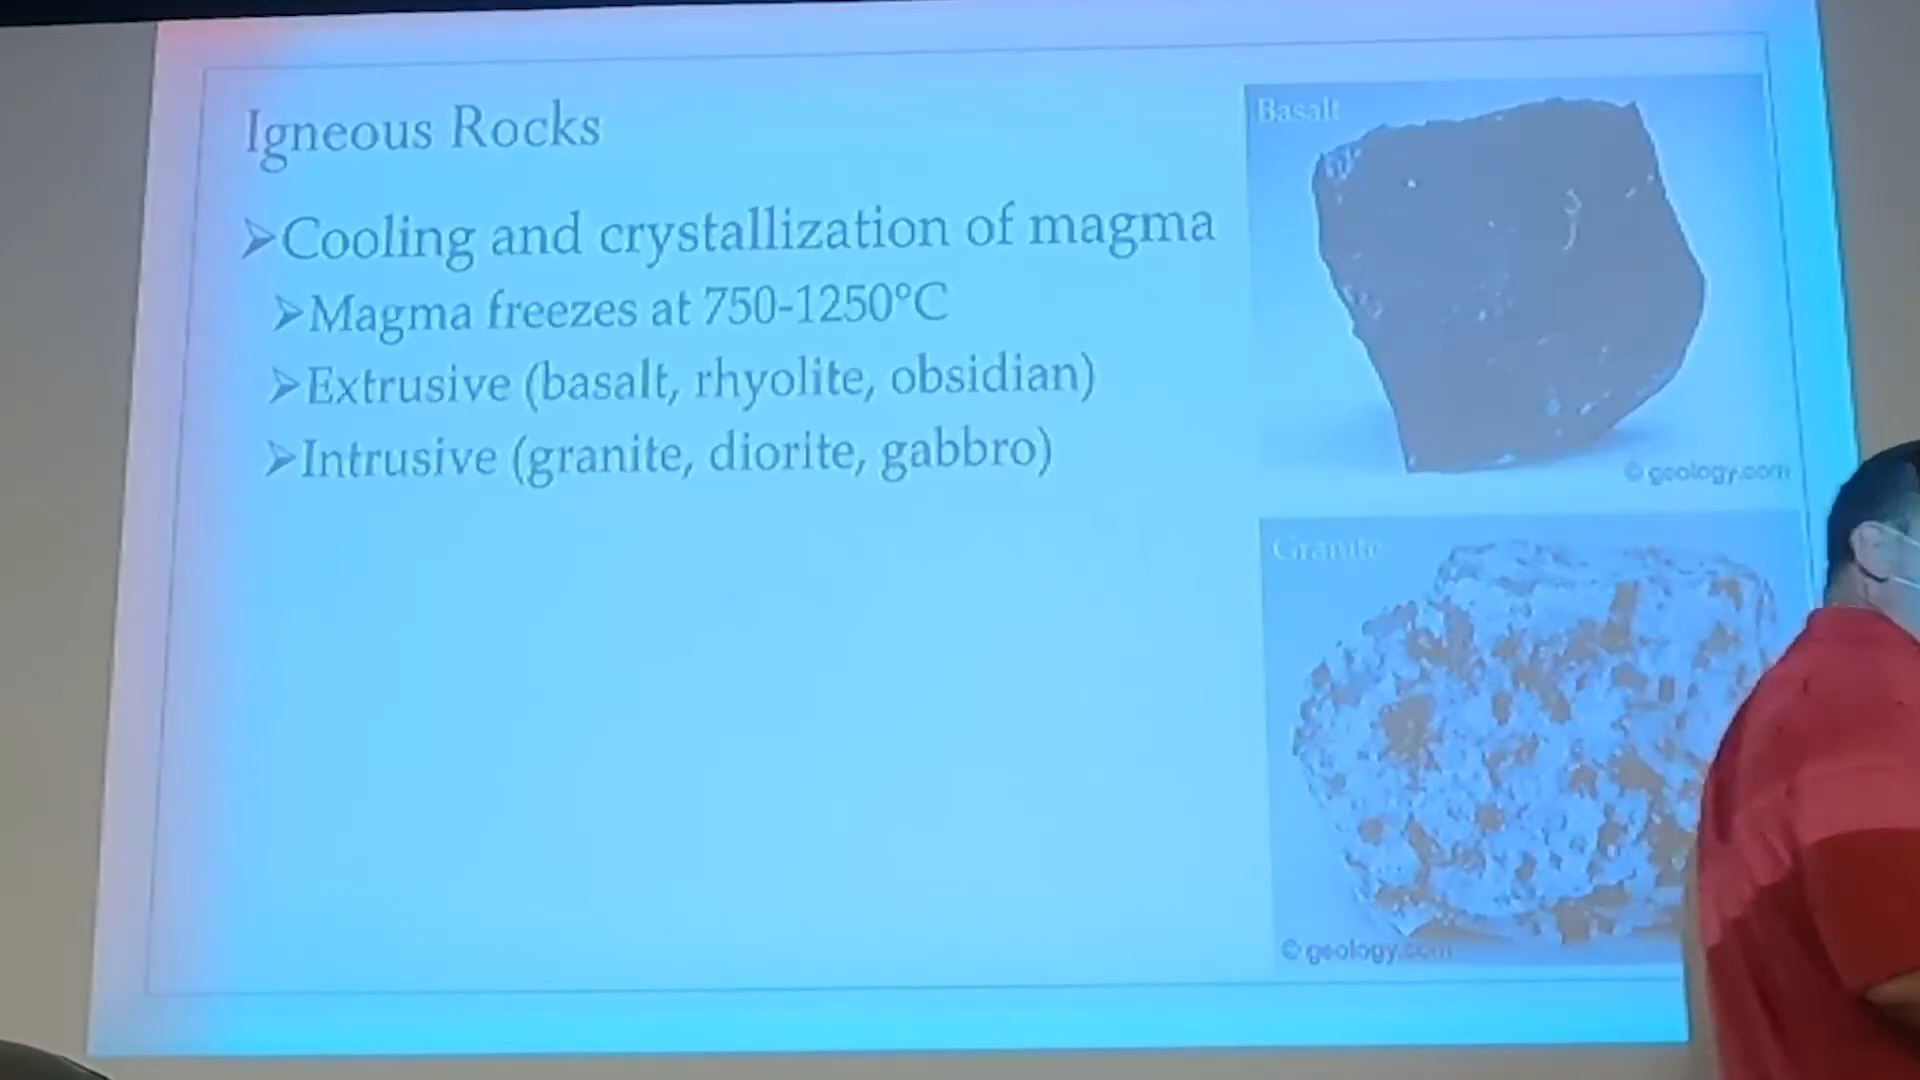 Igneous Rocks
➢Cooling and crystallization of magma
➢Magma freezes at 750-1250°C
➢Extrusive (basalt, rhyolite, obsidian)
➢Intrusive (granite, diorite, gabbro)
Basalt
© geology.com
Granite
© geology.com